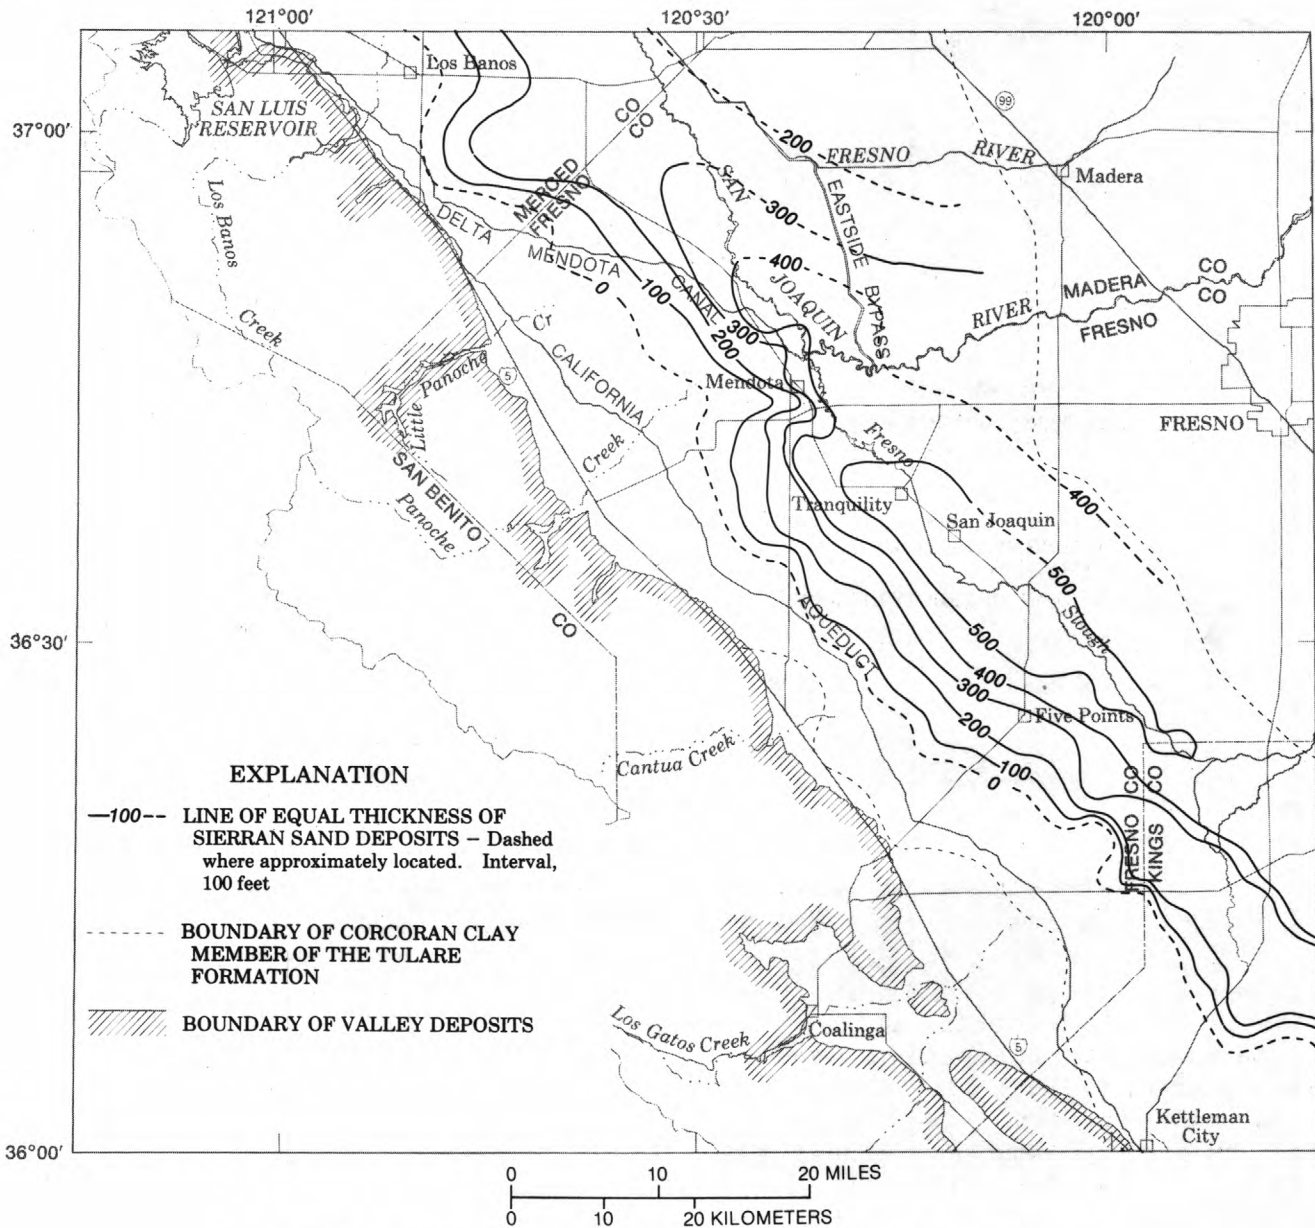 121°00′
120°30′
120°00′
37°00′
36°30′
36°00′
Los Banos
SAN LUIS
RESERVOIR
CO
CO
99
200
FRESNO RIVER
Madera
Los Banos
Creek
MERCED
FRESNO
SAN
JOAQUIN
RIVER
EASTSIDE BYPASS
300
400
DELTA
MENDOTA
CANAL
0
100
200
300
MADERA CO
FRESNO CO
Cr
Panoche
Little
5
CALIFORNIA
AQUEDUCT
Mendota
FRESNO
Creek
Fresno
Slough
SAN BENITO
CO
Panoche
Tranquility
San Joaquin
400
500
500
400
300
200
100
0
Five Points
Cantua Creek
FRESNO CO
KINGS CO
EXPLANATION
—100-- LINE OF EQUAL THICKNESS OF
SIERRAN SAND DEPOSITS – Dashed
where approximately located. Interval,
100 feet
BOUNDARY OF CORCORAN CLAY
MEMBER OF THE TULARE
FORMATION
BOUNDARY OF VALLEY DEPOSITS
Los Gatos Creek
Coalinga
5
Kettleman
City
0 10 20 MILES
0 10 20 KILOMETERS